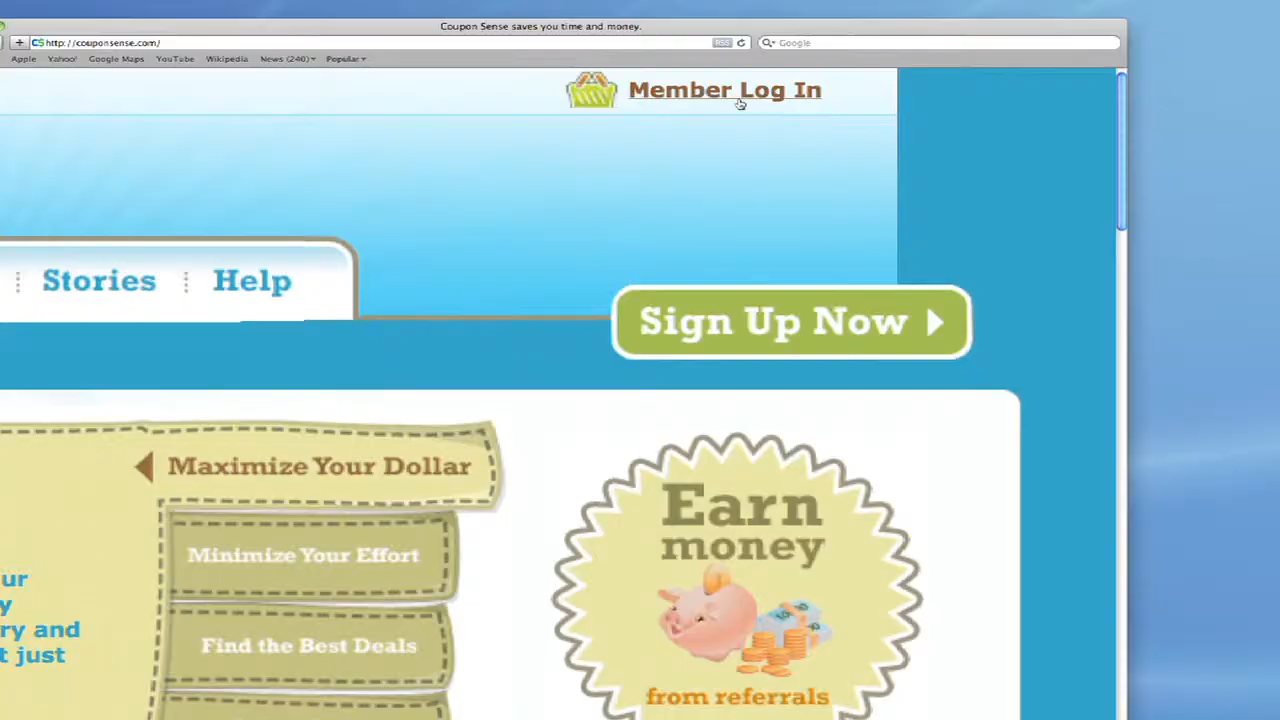 Coupon Sense saves you time and money.
+ CS http://couponsense.com/ RSS Google
Apple Yahoo! Google Maps YouTube Wikipedia News (240) Popular
Member Log In
Stories Help
Sign Up Now
Maximize Your Dollar
Minimize Your Effort
Find the Best Deals
ur
y
ry and
t just
Earn
money
from referrals